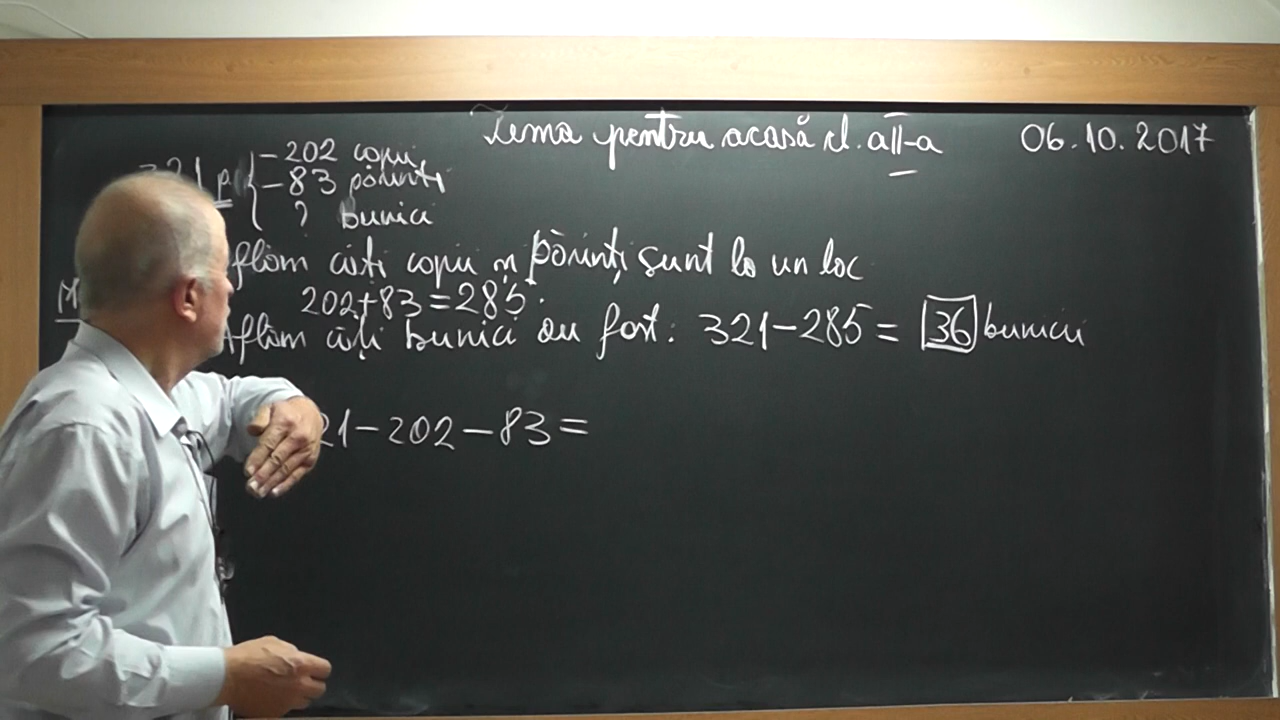 Tema pentru acasă cl. a II-a 06.10.2017
321 p
-202 copii
-83 părinți
? bunici
Aflăm câți copii și părinți sunt la un loc
202+83=285.
Aflăm câți bunici au fost: 321-285= 36 bunici
21-202-83=